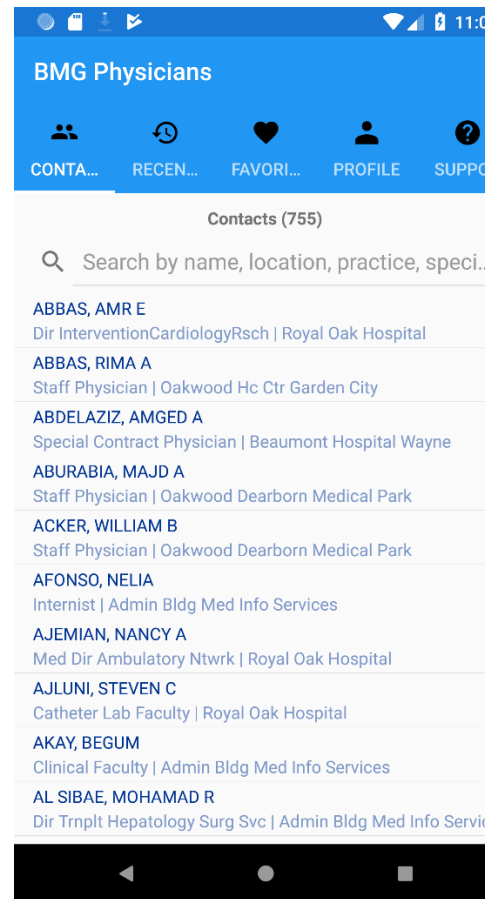 11:0
BMG Physicians
CONTA... RECEN... FAVORI... PROFILE SUPPO
Contacts (755)
Search by name, location, practice, speci...
ABBAS, AMR E
Dir InterventionCardiologyRsch | Royal Oak Hospital
ABBAS, RIMA A
Staff Physician | Oakwood Hc Ctr Garden City
ABDELAZIZ, AMGED A
Special Contract Physician | Beaumont Hospital Wayne
ABURABIA, MAJD A
Staff Physician | Oakwood Dearborn Medical Park
ACKER, WILLIAM B
Staff Physician | Oakwood Dearborn Medical Park
AFONSO, NELIA
Internist | Admin Bldg Med Info Services
AJEMIAN, NANCY A
Med Dir Ambulatory Ntwrk | Royal Oak Hospital
AJLUNI, STEVEN C
Catheter Lab Faculty | Royal Oak Hospital
AKAY, BEGUM
Clinical Faculty | Admin Bldg Med Info Services
AL SIBAE, MOHAMAD R
Dir Trnplt Hepatology Surg Svc | Admin Bldg Med Info Servic